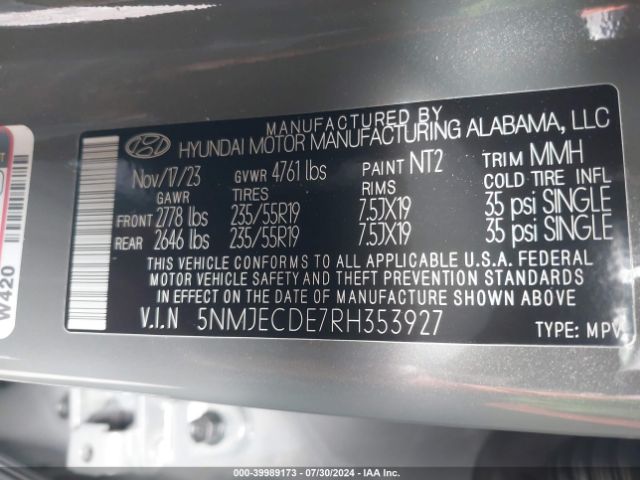 MANUFACTURED BY
HYUNDAI MOTOR MANUFACTURING ALABAMA, LLC
Nov/17/23 GVWR 4761 lbs PAINT NT2 TRIM MMH
GAWR TIRES RIMS COLD TIRE INFL
FRONT 2778 lbs 235/55R19 7.5JX19 35 psi SINGLE
REAR 2646 lbs 235/55R19 7.5JX19 35 psi SINGLE
THIS VEHICLE CONFORMS TO ALL APPLICABLE U.S.A. FEDERAL
MOTOR VEHICLE SAFETY AND THEFT PREVENTION STANDARDS
IN EFFECT ON THE DATE OF MANUFACTURE SHOWN ABOVE
V.I.N 5NMJECDE7RH353927 TYPE: MPV
W420
000-39989173 | 07/30/2024 - IAA